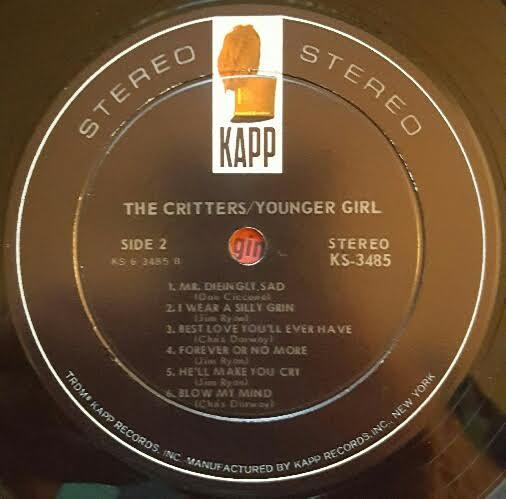 STEREO STEREO
KAPP
THE CRITTERS/YOUNGER GIRL
SIDE 2
KS 6 3485 B
gin
STEREO
KS-3485
1. MR. DIEINGLY SAD
(Don Ciccone)
2. I WEAR A SILLY GRIN
(Jim Ryan)
3. BEST LOVE YOU'LL EVER HAVE
(Chris Darway)
4. FOREVER OR NO MORE
(Jim Ryan)
5. HE'LL MAKE YOU CRY
(Jim Ryan)
6. BLOW MY MIND
(Chris Darway)
TRDM® KAPP RECORDS, INC. MANUFACTURED BY KAPP RECORDS, INC., NEW YORK